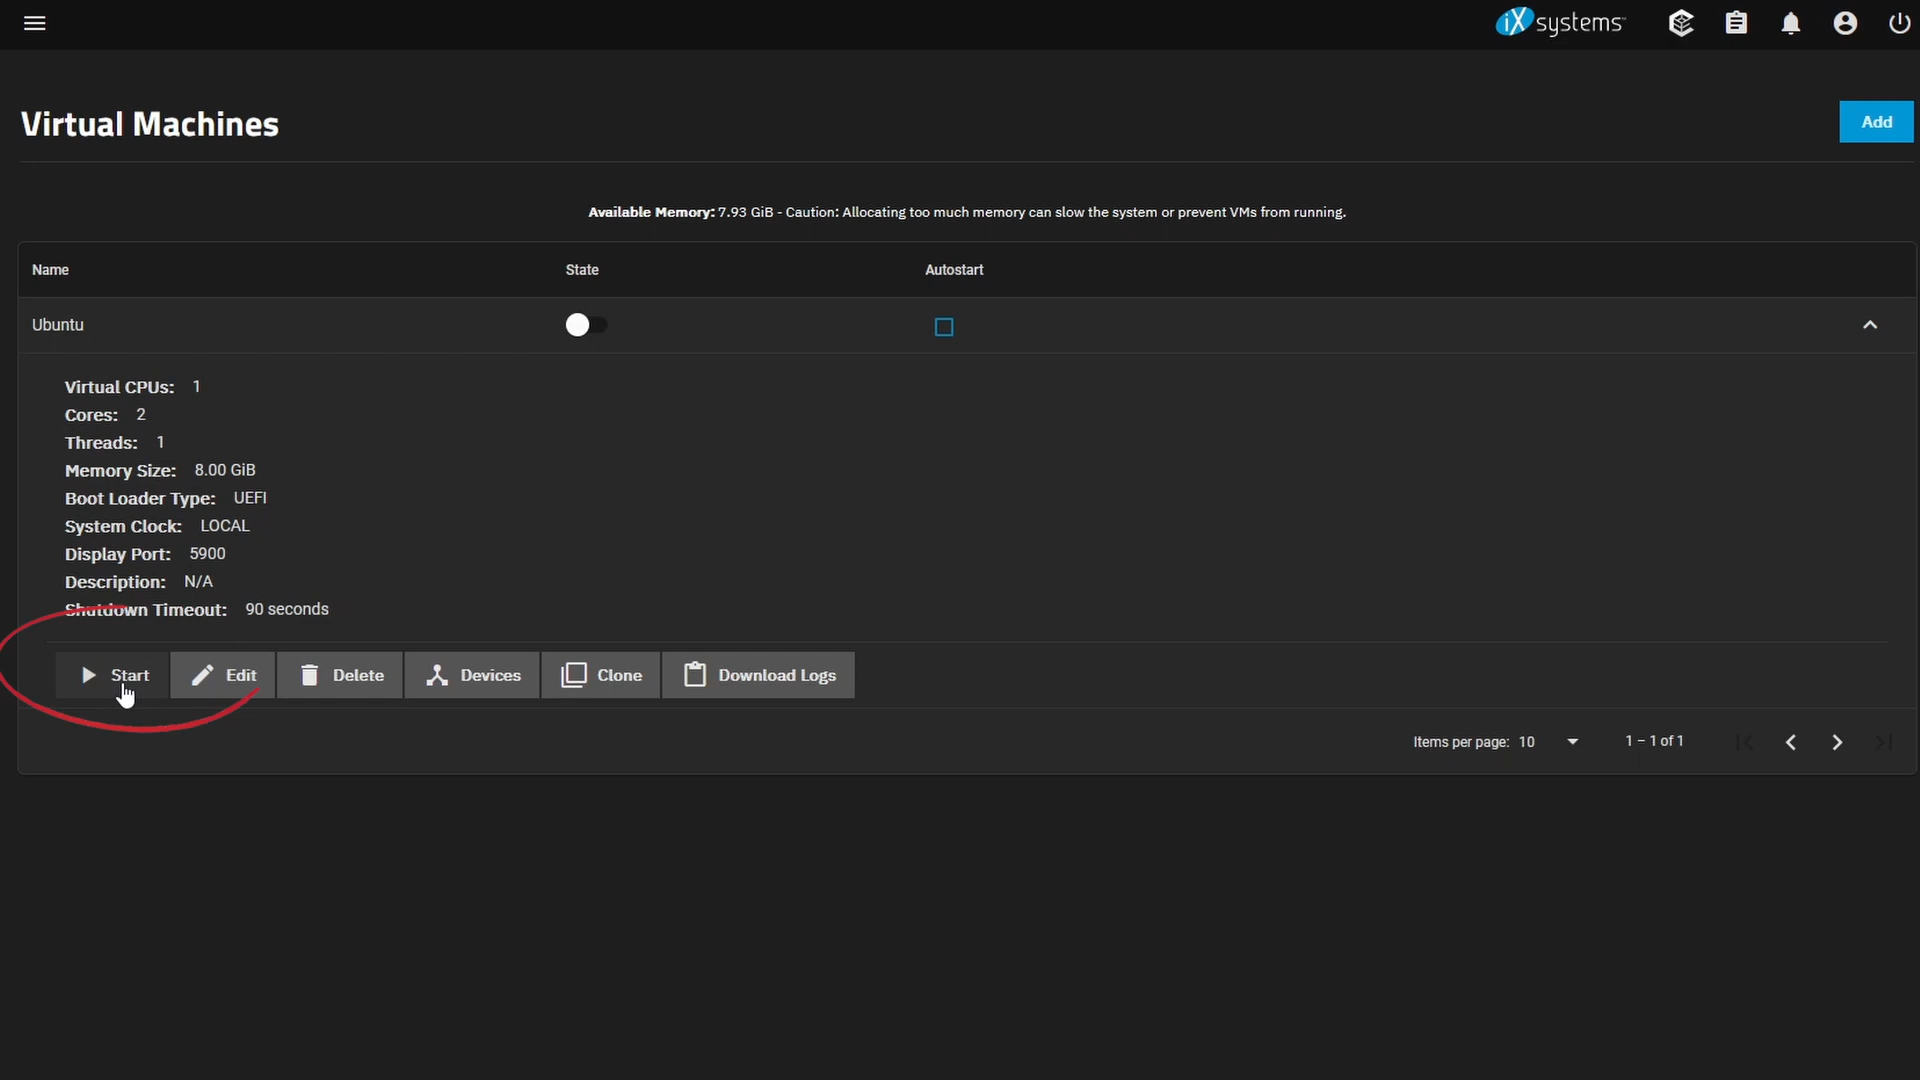 iXsystems
Virtual Machines
Add
Available Memory: 7.93 GiB - Caution: Allocating too much memory can slow the system or prevent VMs from running.
Name State Autostart
Ubuntu
Virtual CPUs: 1
Cores: 2
Threads: 1
Memory Size: 8.00 GiB
Boot Loader Type: UEFI
System Clock: LOCAL
Display Port: 5900
Description: N/A
Shutdown Timeout: 90 seconds
Start Edit Delete Devices Clone Download Logs
Items per page: 10 1 – 1 of 1